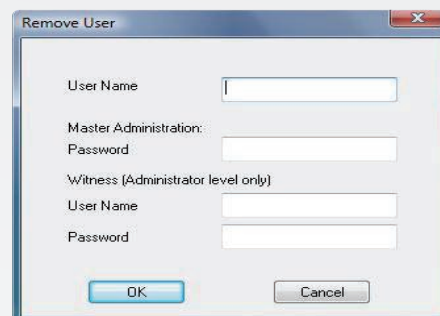 Remove User
User Name
Master Administration:
Password
Witness (Administrator level only)
User Name
Password
OK Cancel